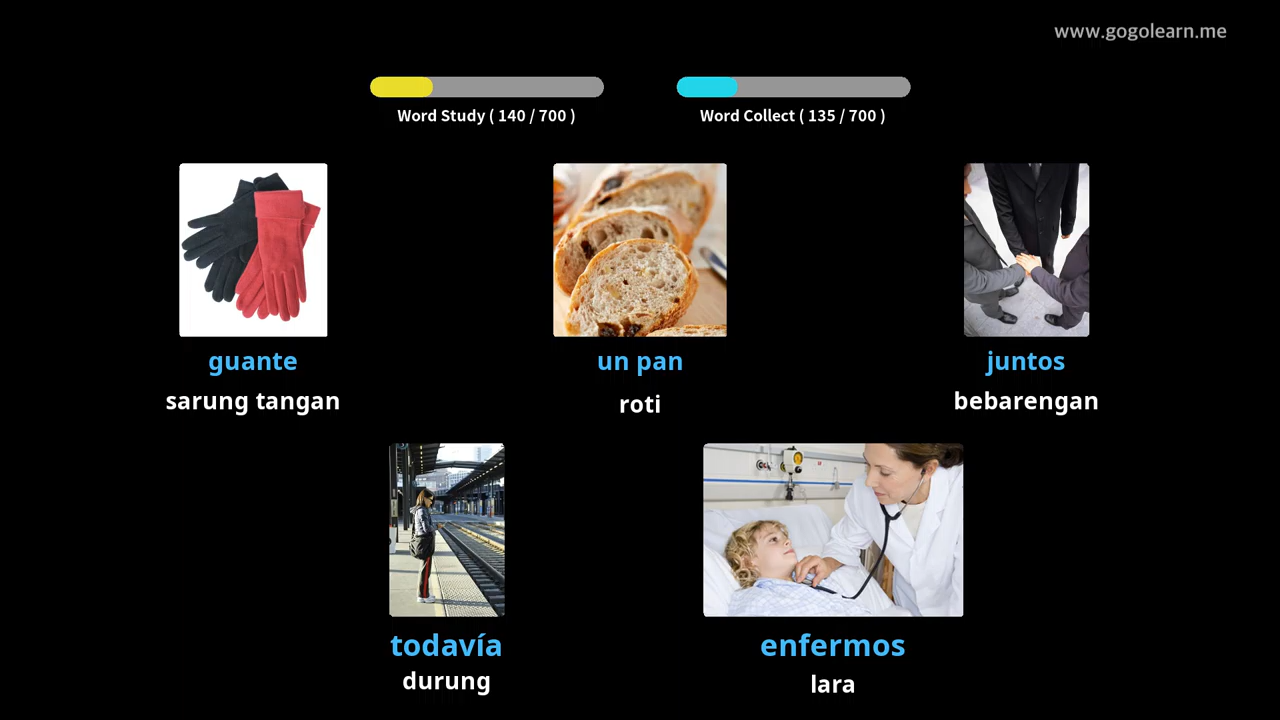 www.gogolearn.me
Word Study ( 140 / 700 )
Word Collect ( 135 / 700 )
guante
sarung tangan
un pan
roti
juntos
bebarengan
todavía
durung
enfermos
lara